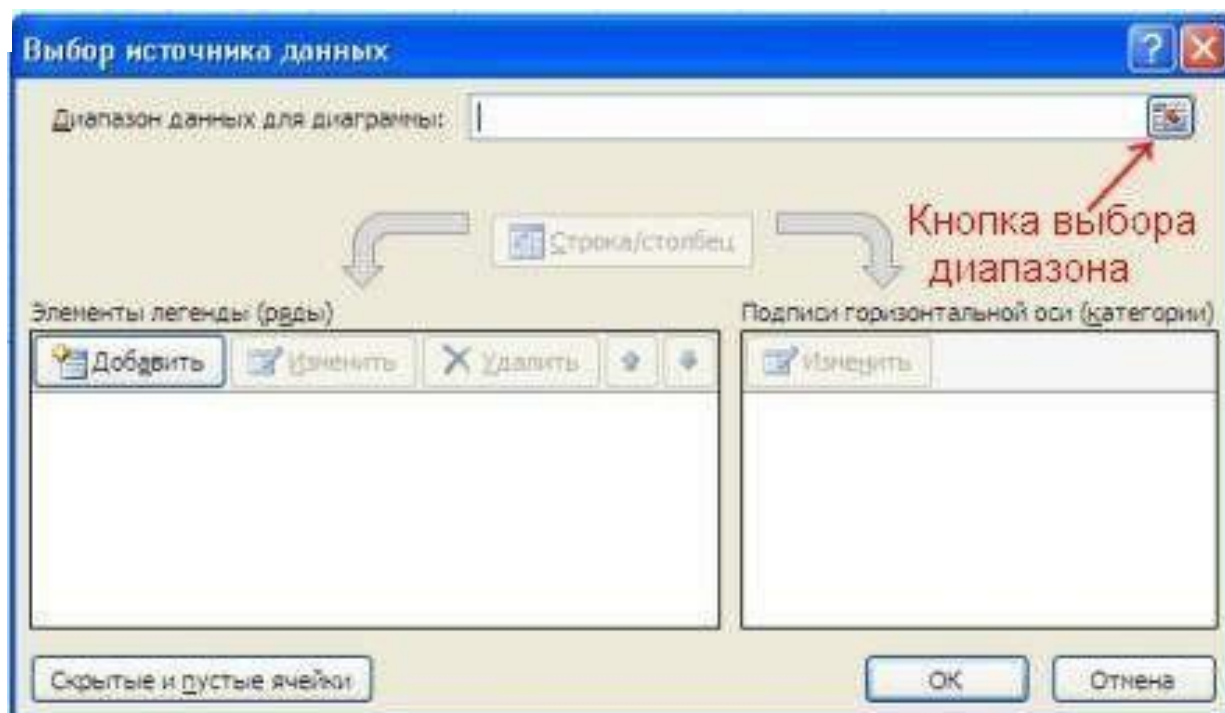 Выбор источника данных
Диапазон данных для диаграммы:
Кнопка выбора
диапазона
Строка/столбец
Элементы легенды (ряды)
Подписи горизонтальной оси (категории)
Добавить
Изменить
Удалить
Изменить
Скрытые и пустые ячейки
ОК
Отмена